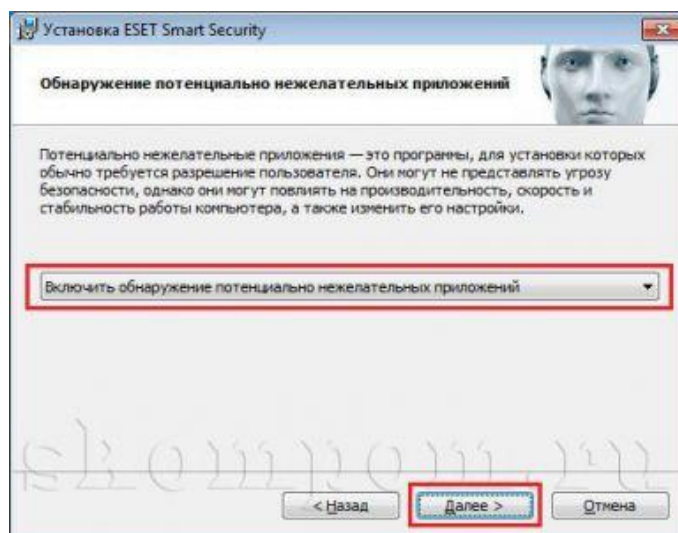 Установка ESET Smart Security
Обнаружение потенциально нежелательных приложений
Потенциально нежелательные приложения — это программы, для установки которых
обычно требуется разрешение пользователя. Они могут не представлять угрозу
безопасности, однако они могут повлиять на производительность, скорость и
стабильность работы компьютера, а также изменить его настройки.
Включить обнаружение потенциально нежелательных приложений
skompom.ru
< Назад Далее > Отмена